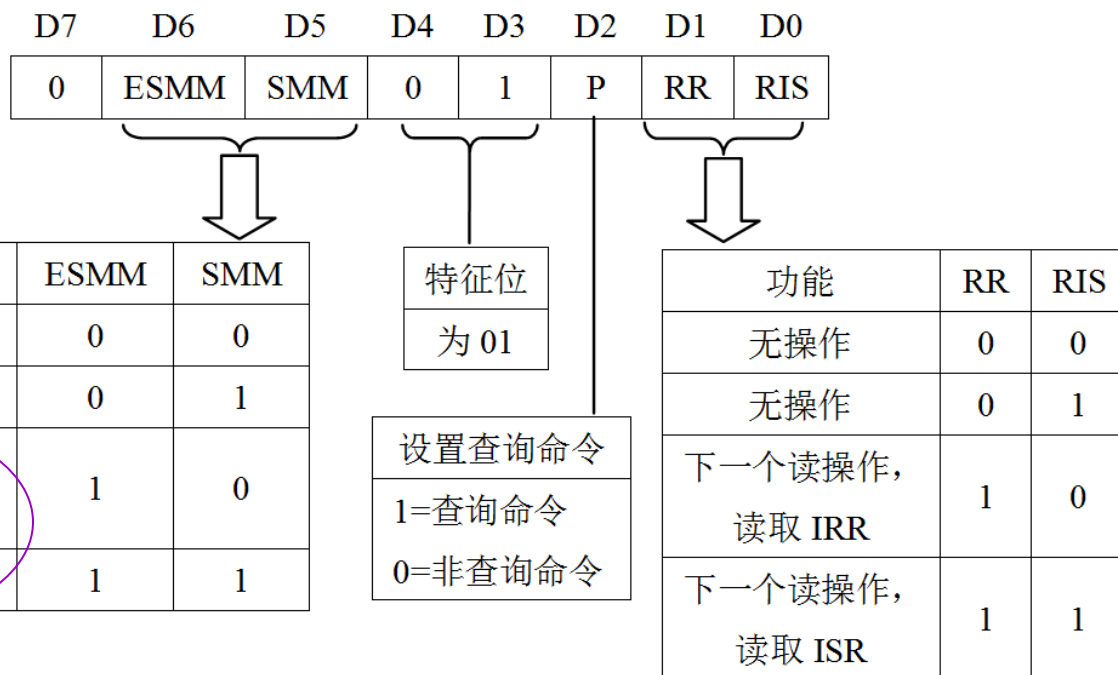 D7 D6 D5 D4 D3 D2 D1 D0
0 ESMM SMM 0 1 P RR RIS
ESMM SMM
0 0
0 1
1 0
1 1
特征位
为 01
设置查询命令
1=查询命令
0=非查询命令
功能 RR RIS
无操作 0 0
无操作 0 1
下一个读操作，
读取 IRR 1 0
下一个读操作，
读取 ISR 1 1